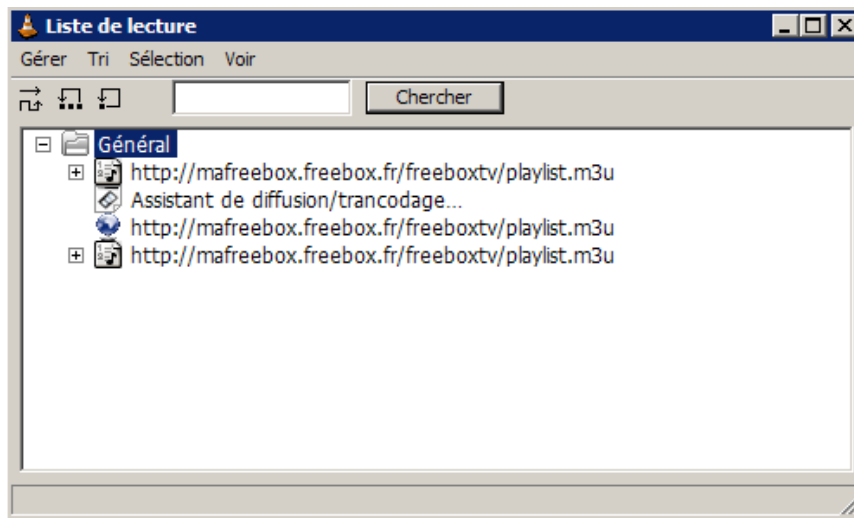 Liste de lecture
Gérer Tri Sélection Voir
Chercher
Général
http://mafreebox.freebox.fr/freeboxtv/playlist.m3u
Assistant de diffusion/trancodage...
http://mafreebox.freebox.fr/freeboxtv/playlist.m3u
http://mafreebox.freebox.fr/freeboxtv/playlist.m3u